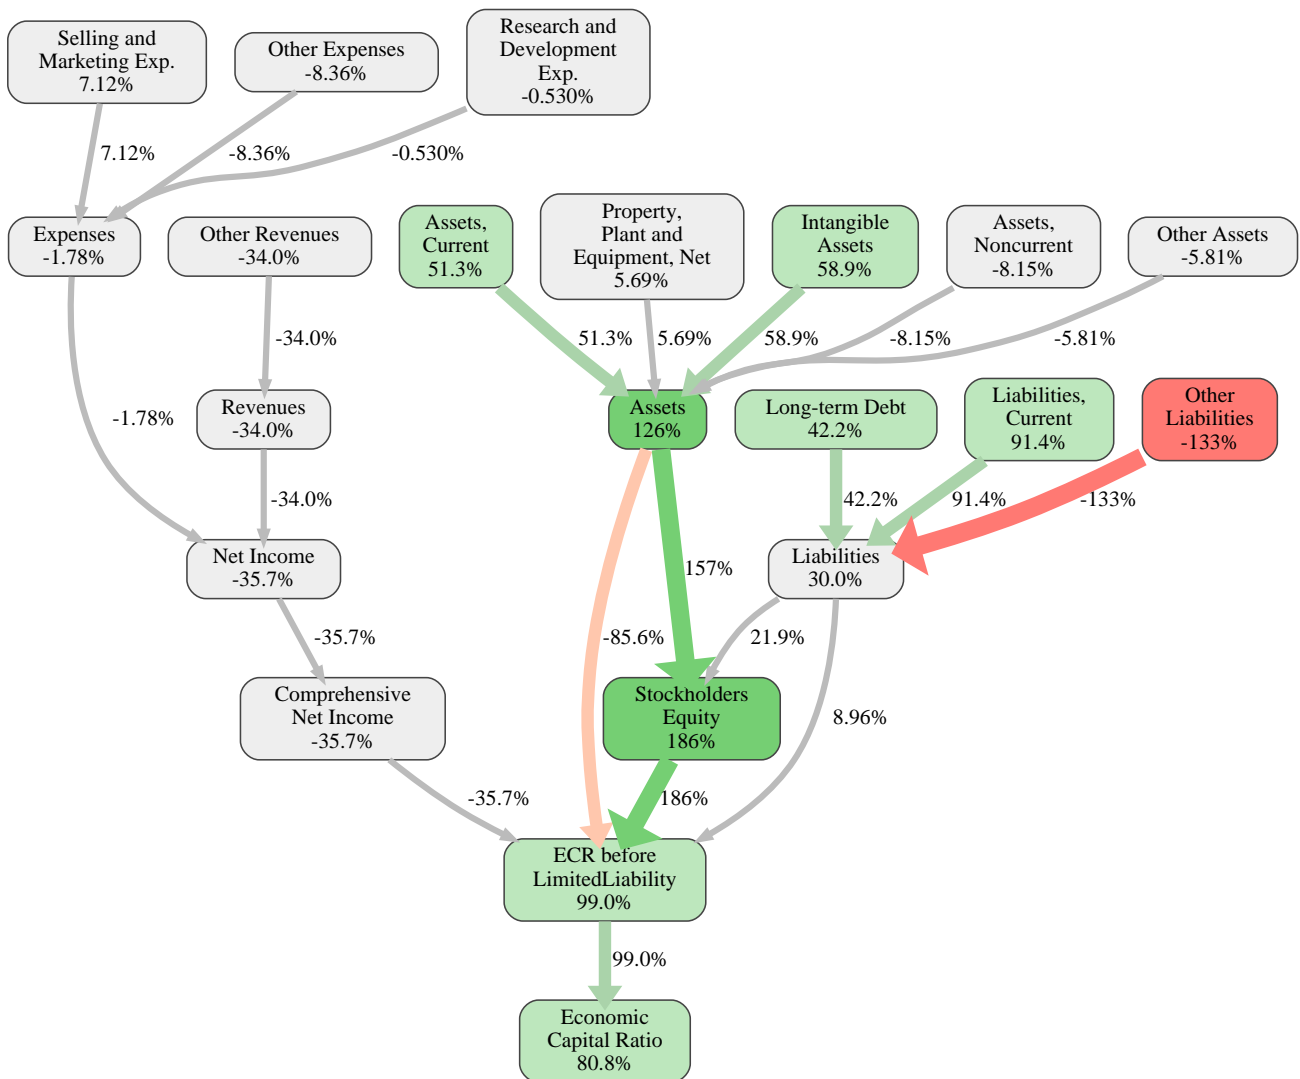 Selling and
Marketing Exp.
7.12%
Other Expenses
-8.36%
Research and
Development
Exp.
-0.530%
7.12%
-8.36%
-0.530%
Expenses
-1.78%
Other Revenues
-34.0%
Assets,
Current
51.3%
Property,
Plant and
Equipment, Net
5.69%
Intangible
Assets
58.9%
Assets,
Noncurrent
-8.15%
Other Assets
-5.81%
-34.0%
51.3%
5.69%
58.9%
-8.15%
-5.81%
-1.78%
Revenues
-34.0%
Assets
126%
Long-term Debt
42.2%
Liabilities,
Current
91.4%
Other
Liabilities
-133%
-34.0%
42.2%
91.4%
-133%
Net Income
-35.7%
157%
Liabilities
30.0%
-35.7%
-85.6%
21.9%
Comprehensive
Net Income
-35.7%
Stockholders
Equity
186%
8.96%
-35.7%
186%
ECR before
LimitedLiability
99.0%
99.0%
Economic
Capital Ratio
80.8%